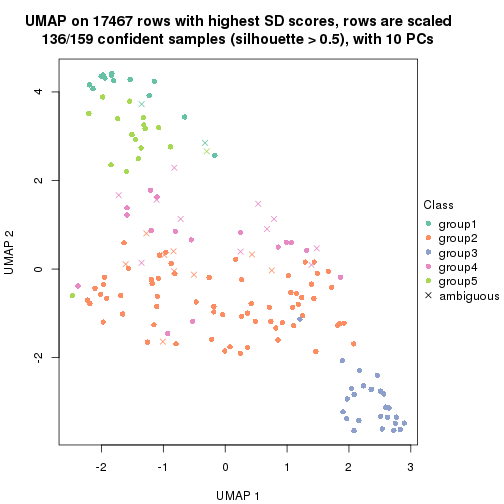 UMAP on 17467 rows with highest SD scores, rows are scaled
136/159 confident samples (silhouette > 0.5), with 10 PCs
4
2
0
-2
UMAP 2
-2
-1
0
1
2
3
UMAP 1
Class
group1
group2
group3
group4
group5
ambiguous